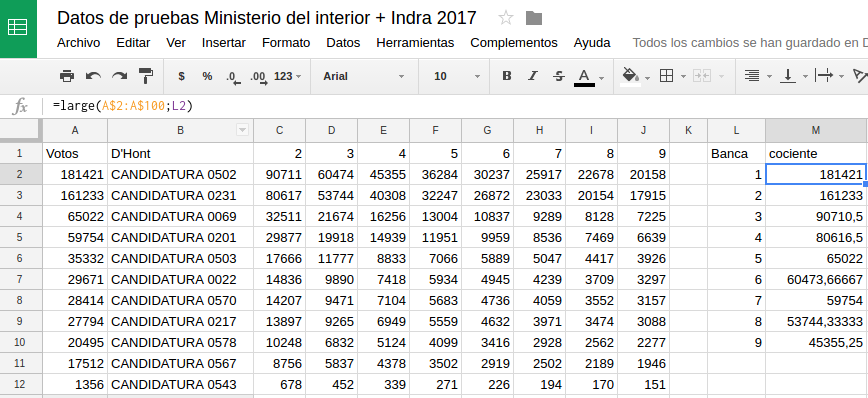 Datos de pruebas Ministerio del interior + Indra 2017
Archivo Editar Ver Insertar Formato Datos Herramientas Complementos Ayuda Todos los cambios se han guardado en
$ % .0 .00 123 Arial 10 B I S A
fx =large(A$2:A$100;L2)
A B C D E F G H I J K L M
1 Votos D'Hont 2 3 4 5 6 7 8 9 Banca cociente
2 181421 CANDIDATURA 0502 90711 60474 45355 36284 30237 25917 22678 20158 1 181421
3 161233 CANDIDATURA 0231 80617 53744 40308 32247 26872 23033 20154 17915 2 161233
4 65022 CANDIDATURA 0069 32511 21674 16256 13004 10837 9289 8128 7225 3 90710,5
5 59754 CANDIDATURA 0201 29877 19918 14939 11951 9959 8536 7469 6639 4 80616,5
6 35332 CANDIDATURA 0503 17666 11777 8833 7066 5889 5047 4417 3926 5 65022
7 29671 CANDIDATURA 0022 14836 9890 7418 5934 4945 4239 3709 3297 6 60473,66667
8 28414 CANDIDATURA 0570 14207 9471 7104 5683 4736 4059 3552 3157 7 59754
9 27794 CANDIDATURA 0217 13897 9265 6949 5559 4632 3971 3474 3088 8 53744,33333
10 20495 CANDIDATURA 0578 10248 6832 5124 4099 3416 2928 2562 2277 9 45355,25
11 17512 CANDIDATURA 0567 8756 5837 4378 3502 2919 2502 2189 1946
12 1356 CANDIDATURA 0543 678 452 339 271 226 194 170 151